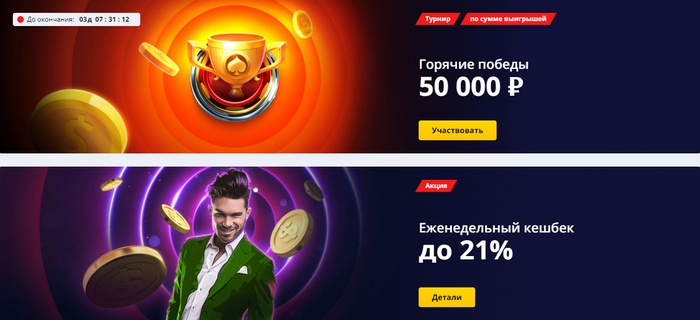 До окончания: 03д 07 : 31 : 12
Турнир
по сумме выигрышей
Горячие победы
50 000 ₽
Участвовать
Акция
Еженедельный кешбек
до 21%
Детали